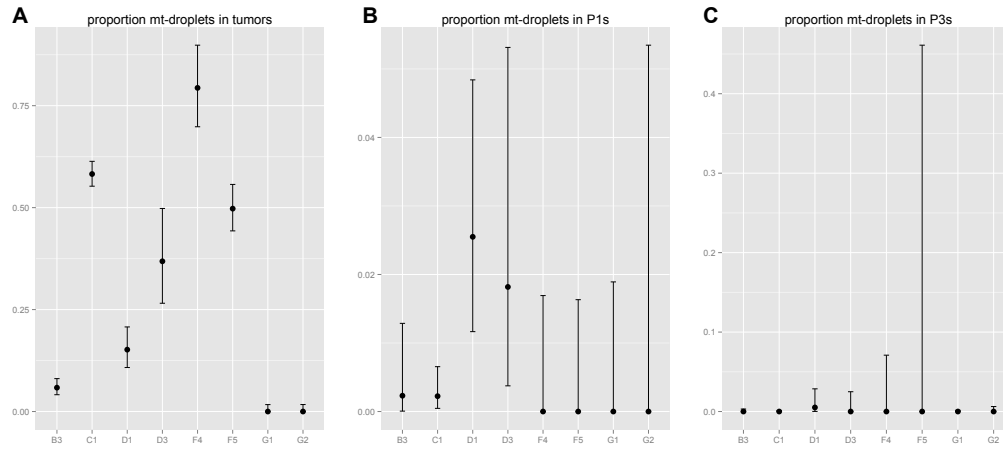 A
proportion mt-droplets in tumors
0.75
0.50
0.25
0.00
B3 C1 D1 D3 F4 F5 G1 G2
B
proportion mt-droplets in P1s
0.04
0.02
0.00
B3 C1 D1 D3 F4 F5 G1 G2
C
proportion mt-droplets in P3s
0.4
0.3
0.2
0.1
0.0
B3 C1 D1 D3 F4 F5 G1 G2